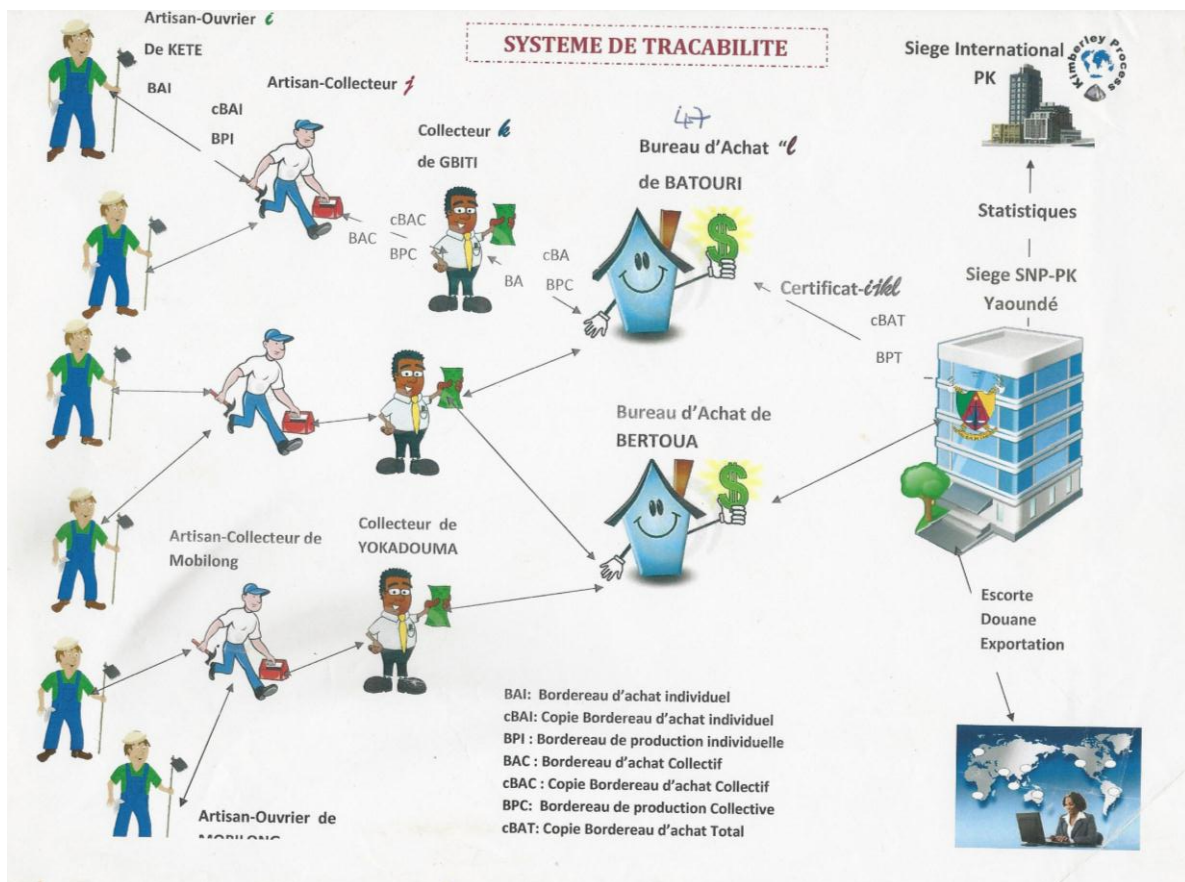 Artisan-Ouvrier i
De KETE
BAI
cBAI
BPI
Artisan-Collecteur j
SYSTEME DE TRACABILITE
Siege International
PK
Kimberley Process
Collecteur k
de GBITI
cBAC
BAC
BPC
Bureau d'Achat "l
de BATOURI
cBA
BA
BPC
Statistiques
Siege SNP-PK
Yaoundé
Certificat-ijkl
cBAT
BPT
Bureau d'Achat de
BERTOUA
Artisan-Collecteur de
Mobilong
Collecteur de
YOKADOUMA
Escorte
Douane
Exportation
Artisan-Ouvrier de
MOBILONG
BAI: Bordereau d'achat individuel
cBAI: Copie Bordereau d'achat individuel
BPI : Bordereau de production individuelle
BAC : Bordereau d'achat Collectif
cBAC : Copie Bordereau d'achat Collectif
BPC: Bordereau de production Collective
cBAT: Copie Bordereau d'achat Total